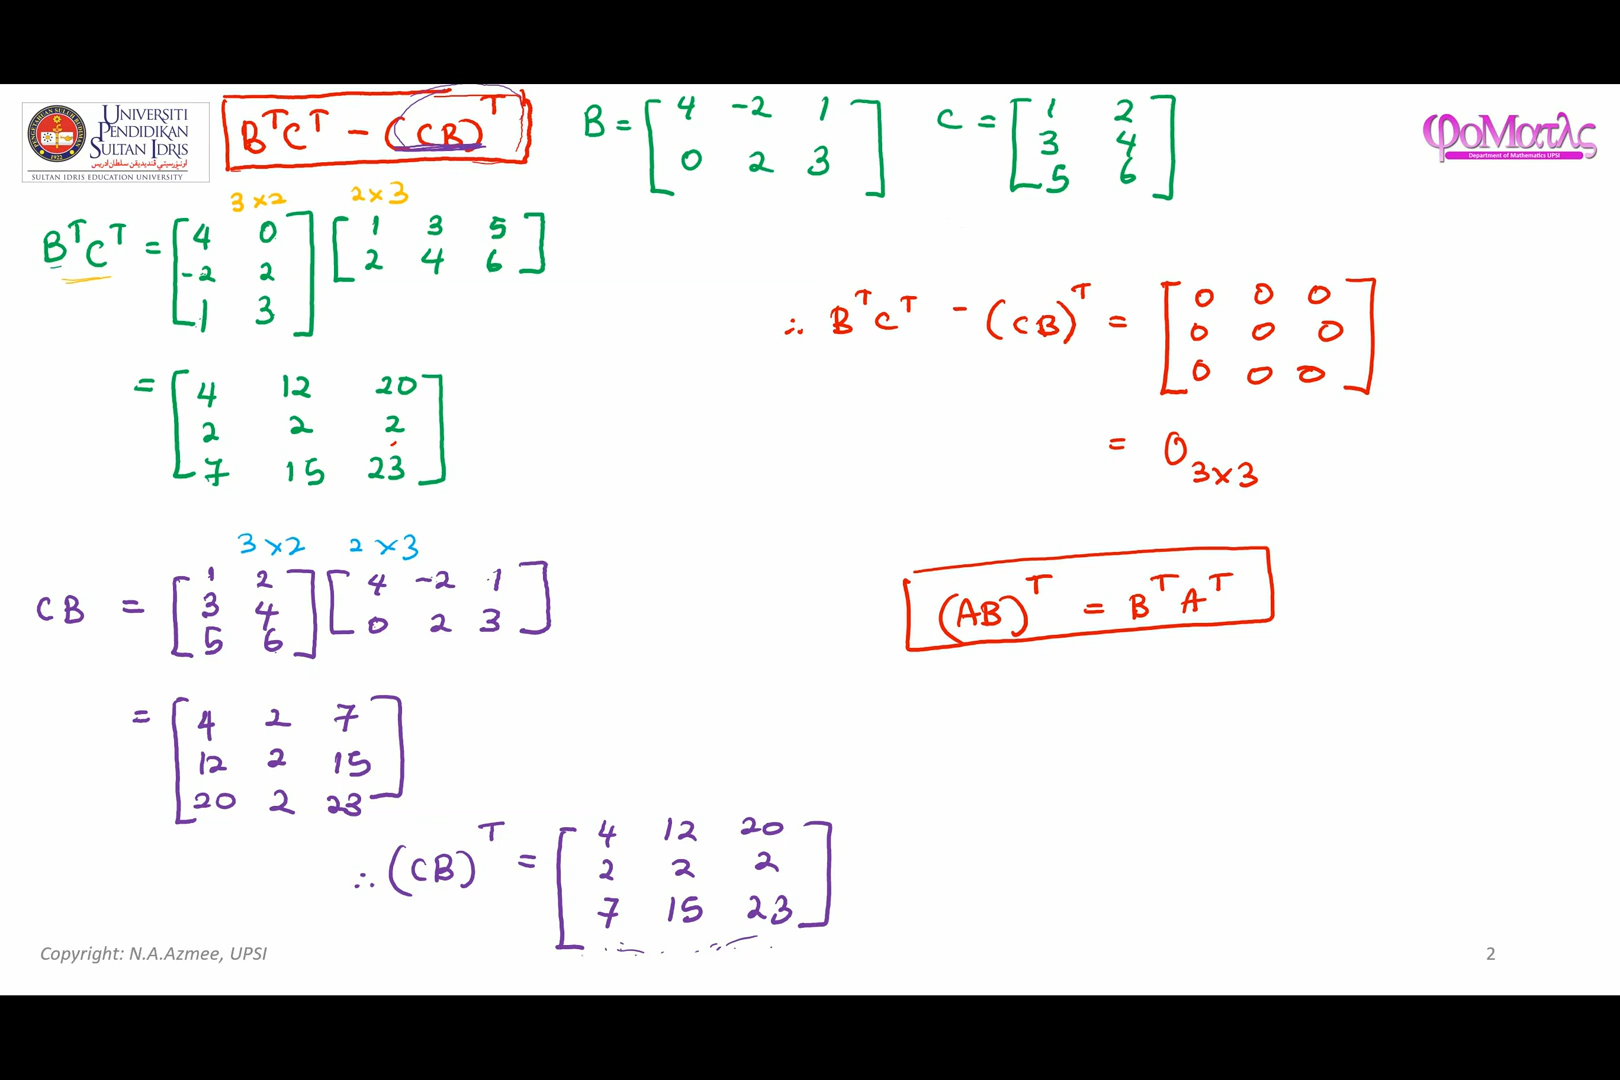 UNIVERSITI
PENDIDIKAN
SULTAN IDRIS
SULTAN IDRIS EDUCATION UNIVERSITY
BᵀCᵀ - (CB)ᵀ
B = [4 -2 1
0 2 3]
C = [1 2
3 4
5 6]
φοΜατλς
Department of Mathematics UPSI
3 × 2 2 × 3
BᵀCᵀ = [4 0
-2 2
1 3] [1 3 5
2 4 6]
= [4 12 20
2 2 2
7 15 23]
3 × 2 2 × 3
CB = [1 2
3 4
5 6] [4 -2 1
0 2 3]
= [4 2 7
12 2 15
20 2 23]
∴ (CB)ᵀ = [4 12 20
2 2 2
7 15 23]
∴ BᵀCᵀ - (CB)ᵀ = [0 0 0
0 0 0
0 0 0]
= 0₃ₓ₃
(AB)ᵀ = BᵀAᵀ
Copyright: N.A.Azmee, UPSI
2